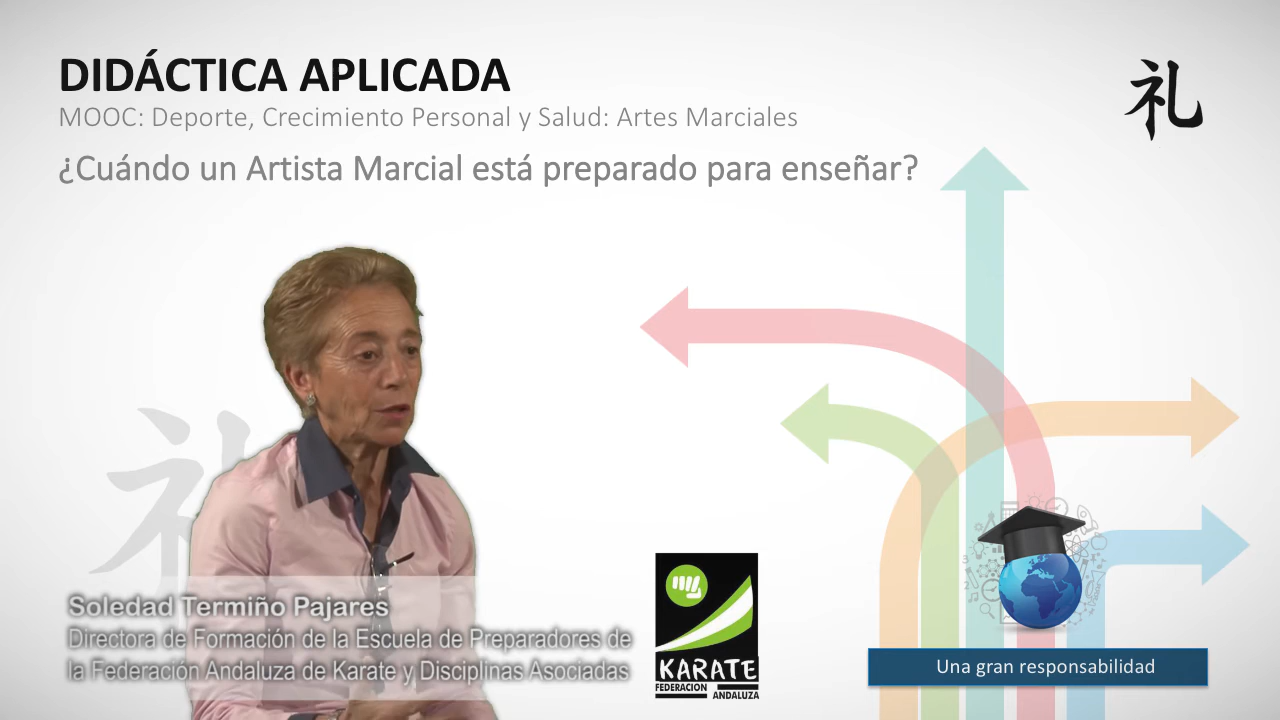 DIDÁCTICA APLICADA
MOOC: Deporte, Crecimiento Personal y Salud: Artes Marciales
¿Cuándo un Artista Marcial está preparado para enseñar?
礼
礼
Soledad Termiño Pajares
Directora de Formación de la Escuela de Preparadores de
la Federación Andaluza de Karate y Disciplinas Asociadas
KARATE
FEDERACION
ANDALUZA
Una gran responsabilidad